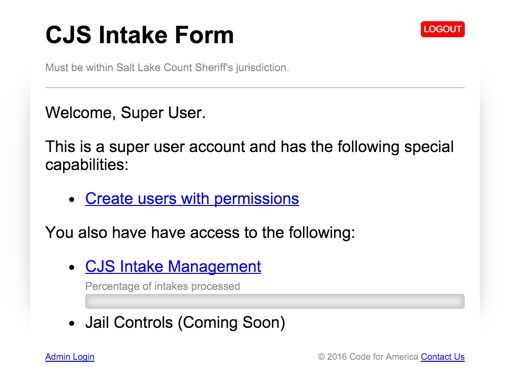 CJS Intake Form
LOGOUT
Must be within Salt Lake Count Sheriff's jurisdiction.
Welcome, Super User.
This is a super user account and has the following special
capabilities:
Create users with permissions
You also have have access to the following:
CJS Intake Management
Percentage of intakes processed
Jail Controls (Coming Soon)
Admin Login
© 2016 Code for America Contact Us